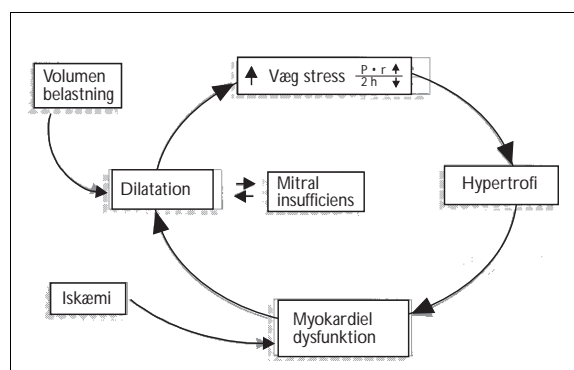 Volumen
belastning
↑ Væg stress P • r ↑
2 h ↓
Dilatation
Mitral
insufficiens
Hypertrofi
Iskæmi
Myokardiel
dysfunktion